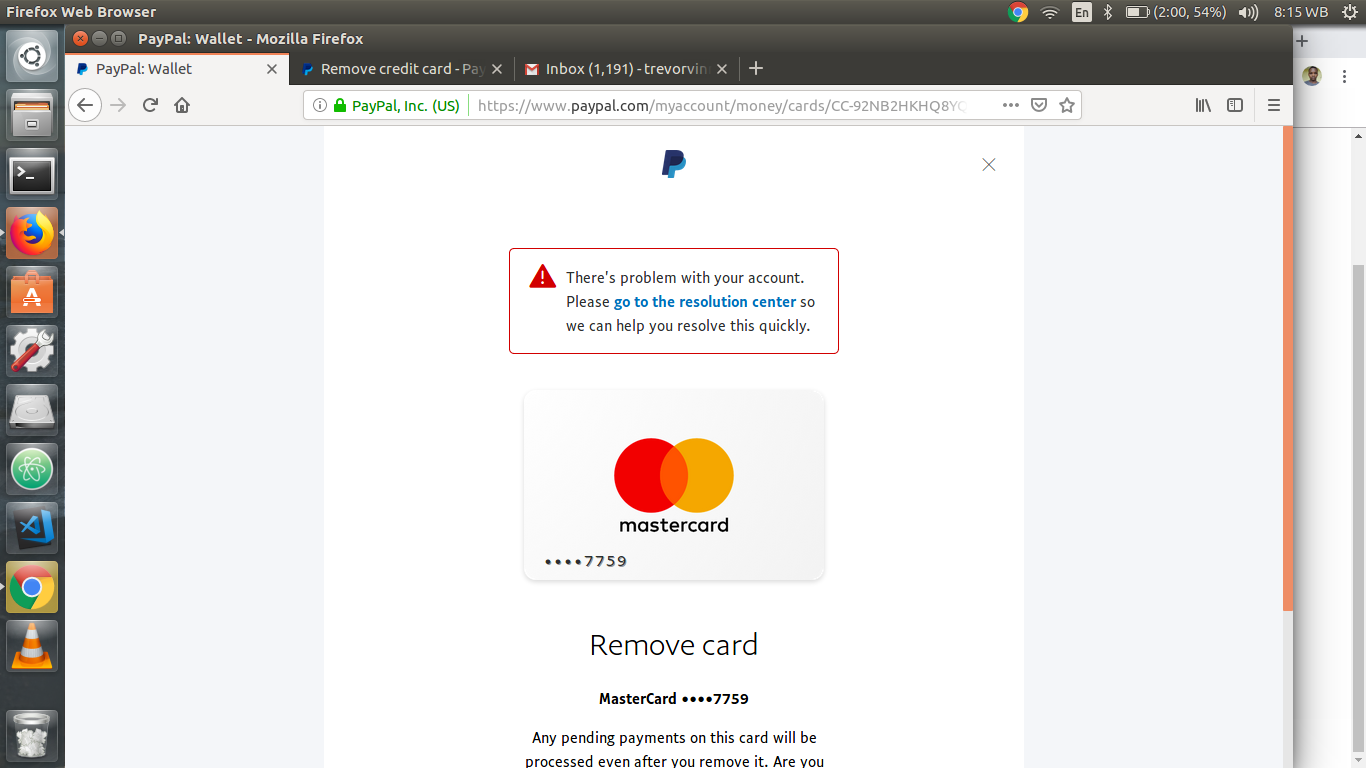 Firefox Web Browser
En
(2:00, 54%)
8:15 WB
PayPal: Wallet - Mozilla Firefox
PayPal: Wallet
Remove credit card - Pay
Inbox (1,191) - trevorvin
PayPal, Inc. (US)
https://www.paypal.com/myaccount/money/cards/CC-92NB2HKHQ8YC
There's problem with your account.
Please go to the resolution center so
we can help you resolve this quickly.
mastercard
••••7759
Remove card
MasterCard ••••7759
Any pending payments on this card will be
processed even after you remove it. Are you